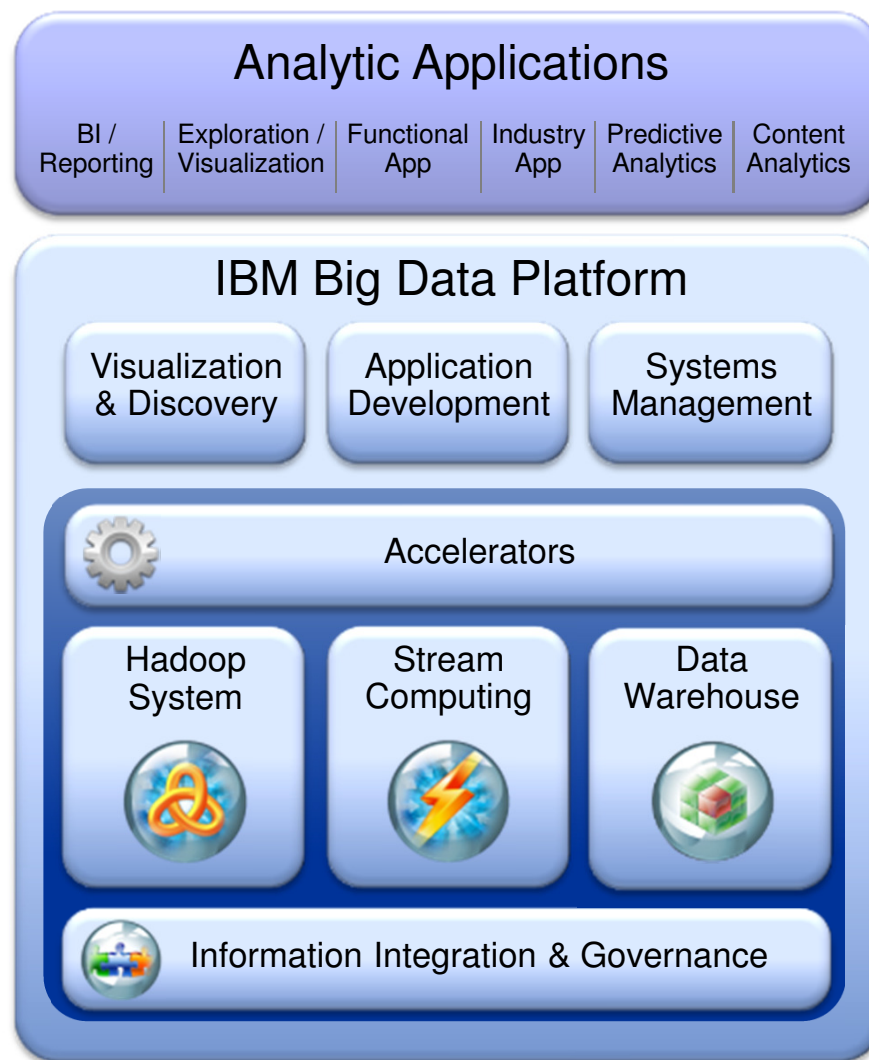 Analytic Applications
BI /
Reporting
Exploration /
Visualization
Functional
App
Industry
App
Predictive
Analytics
Content
Analytics
IBM Big Data Platform
Visualization
& Discovery
Application
Development
Systems
Management
Accelerators
Hadoop
System
Stream
Computing
Data
Warehouse
Information Integration & Governance